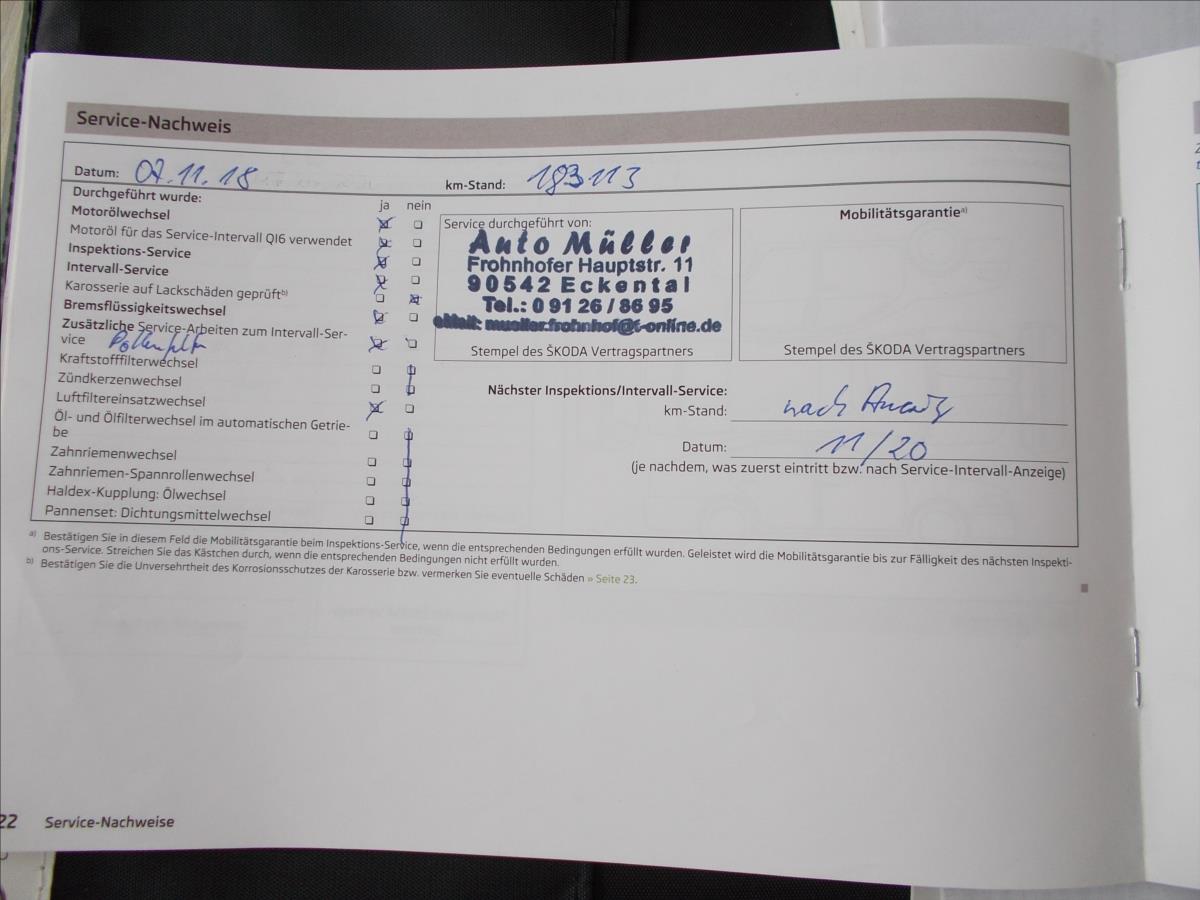 Service-Nachweis
Datum: 07.11.18 km-Stand: 183113
Durchgeführt wurde: ja nein
Motorölwechsel
Motoröl für das Service-Intervall QI6 verwendet
Inspektions-Service
Intervall-Service
Karosserie auf Lackschäden geprüft b)
Bremsflüssigkeitswechsel
Zusätzliche Service-Arbeiten zum Intervall-Ser-
vice Pollenfilter
Kraftstofffilterwechsel
Zündkerzenwechsel
Luftfiltereinsatzwechsel
Öl- und Ölfilterwechsel im automatischen Getrie-
be
Zahnriemenwechsel
Zahnriemen-Spannrollenwechsel
Haldex-Kupplung: Ölwechsel
Pannenset: Dichtungsmittelwechsel
Service durchgeführt von:
Auto Müller
Frohnhofer Hauptstr. 11
90542 Eckental
Tel.: 0 91 26 / 86 95
eMail: mueller.frohnhof@t-online.de
Stempel des ŠKODA Vertragspartners
Mobilitätsgarantie a)
Stempel des ŠKODA Vertragspartners
Nächster Inspektions/Intervall-Service:
km-Stand: nach
Datum: 11/20
(je nachdem, was zuerst eintritt bzw. nach Service-Intervall-Anzeige)
a) Bestätigen Sie in diesem Feld die Mobilitätsgarantie beim Inspektions-Service, wenn die entsprechenden Bedingungen erfüllt wurden. Geleistet wird die Mobilitätsgarantie bis zur Fälligkeit des nächsten Inspekti-
ons-Service. Streichen Sie das Kästchen durch, wenn die entsprechenden Bedingungen nicht erfüllt wurden.
b) Bestätigen Sie die Unversehrtheit des Korrosionsschutzes der Karosserie bzw. vermerken Sie eventuelle Schäden » Seite 23.
22 Service-Nachweise